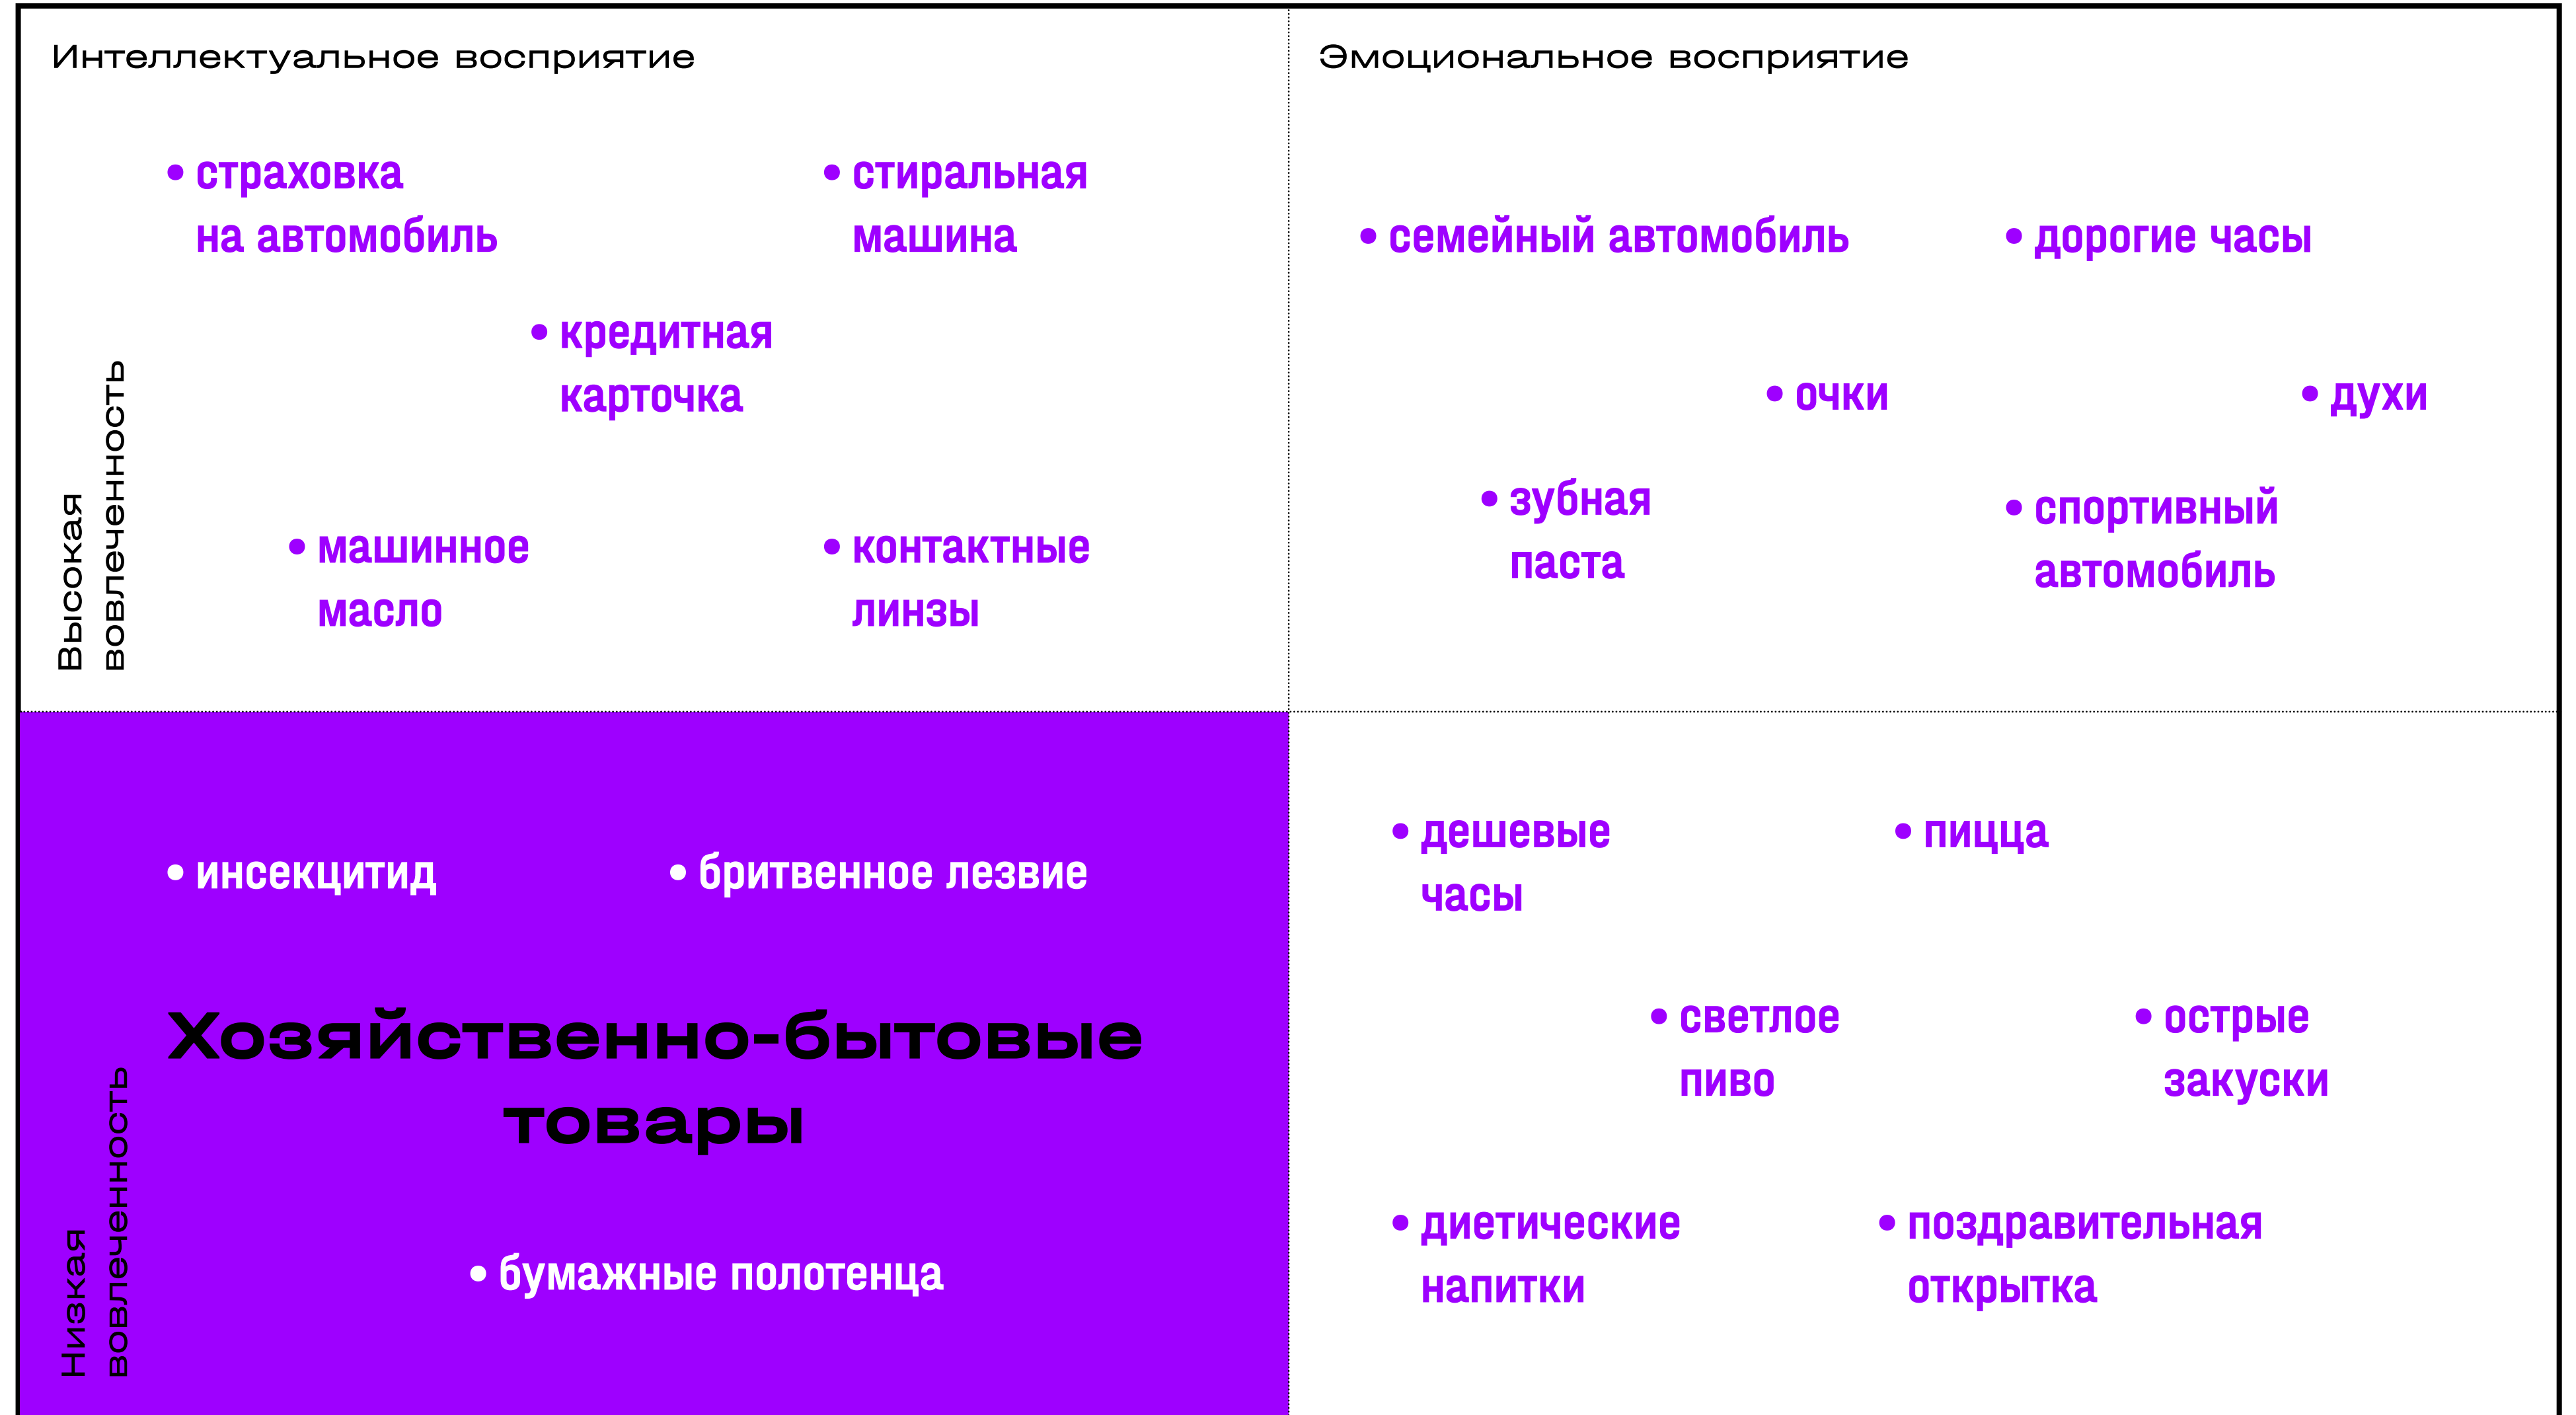 Интеллектуальное восприятие
Эмоциональное восприятие
Высокая
вовлеченность
• страховка
на автомобиль
• стиральная
машина
• кредитная
карточка
• машинное
масло
• контактные
линзы
• семейный автомобиль
• дорогие часы
• очки
• духи
• зубная
паста
• спортивный
автомобиль
Низкая
вовлеченность
• инсекцитид
• бритвенное лезвие
Хозяйственно-бытовые
товары
• бумажные полотенца
• дешевые
часы
• пицца
• светлое
пиво
• острые
закуски
• диетические
напитки
• поздравительная
открытка